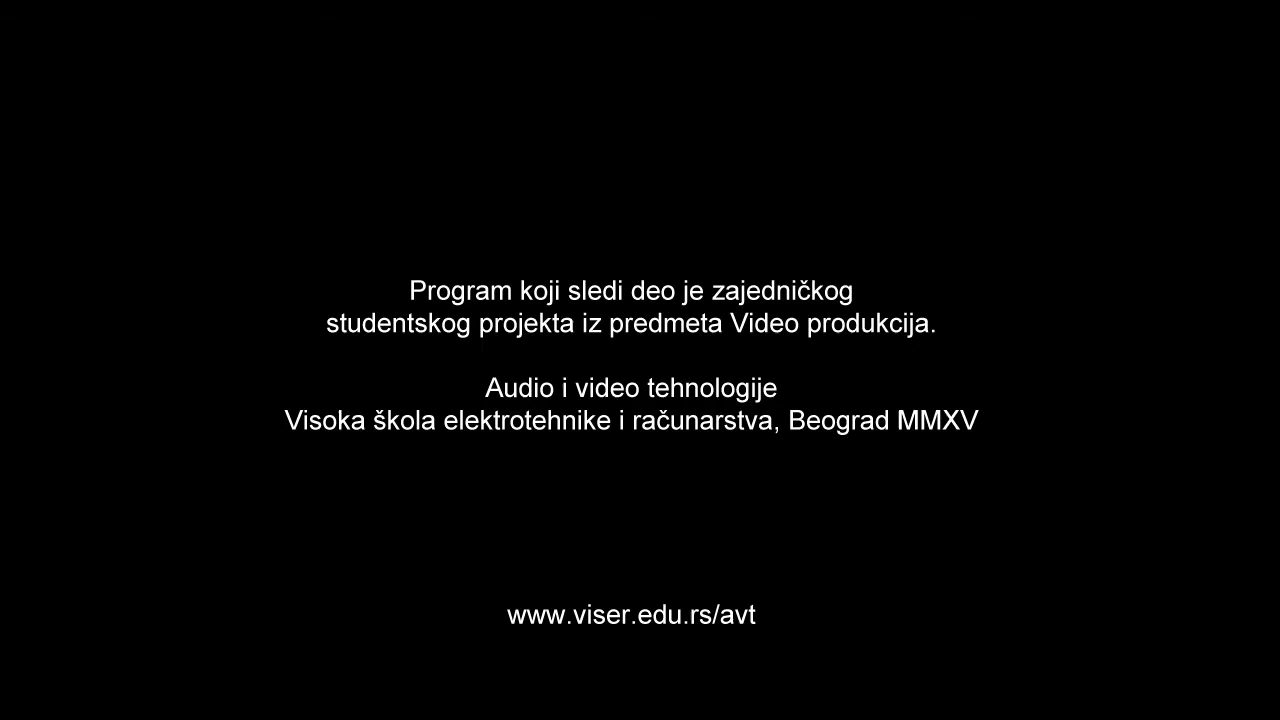 Program koji sledi deo je zajedničkog
studentskog projekta iz predmeta Video produkcija.
Audio i video tehnologije
Visoka škola elektrotehnike i računarstva, Beograd MMXV
www.viser.edu.rs/avt